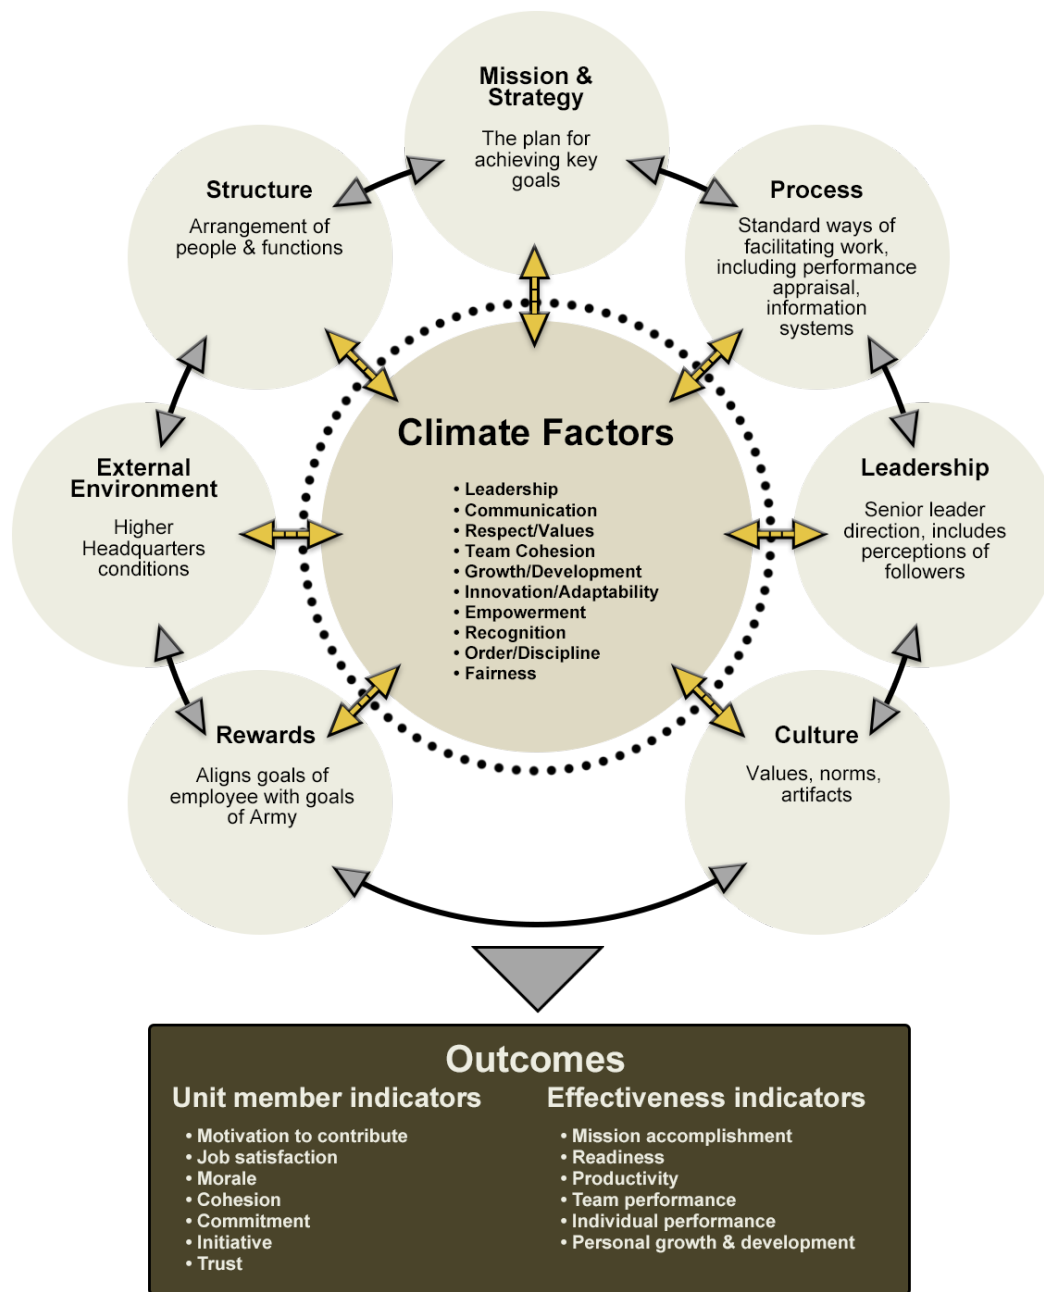 Mission &
Strategy
The plan for
achieving key
goals
Structure
Arrangement of
people & functions
Process
Standard ways of
facilitating work,
including performance
appraisal,
information
systems
External
Environment
Higher
Headquarters
conditions
Climate Factors
• Leadership
• Communication
• Respect/Values
• Team Cohesion
• Growth/Development
• Innovation/Adaptability
• Empowerment
• Recognition
• Order/Discipline
• Fairness
Leadership
Senior leader
direction, includes
perceptions of
followers
Rewards
Aligns goals of
employee with goals
of Army
Culture
Values, norms,
artifacts
Outcomes
Unit member indicators
• Motivation to contribute
• Job satisfaction
• Morale
• Cohesion
• Commitment
• Initiative
• Trust
Effectiveness indicators
• Mission accomplishment
• Readiness
• Productivity
• Team performance
• Individual performance
• Personal growth & development